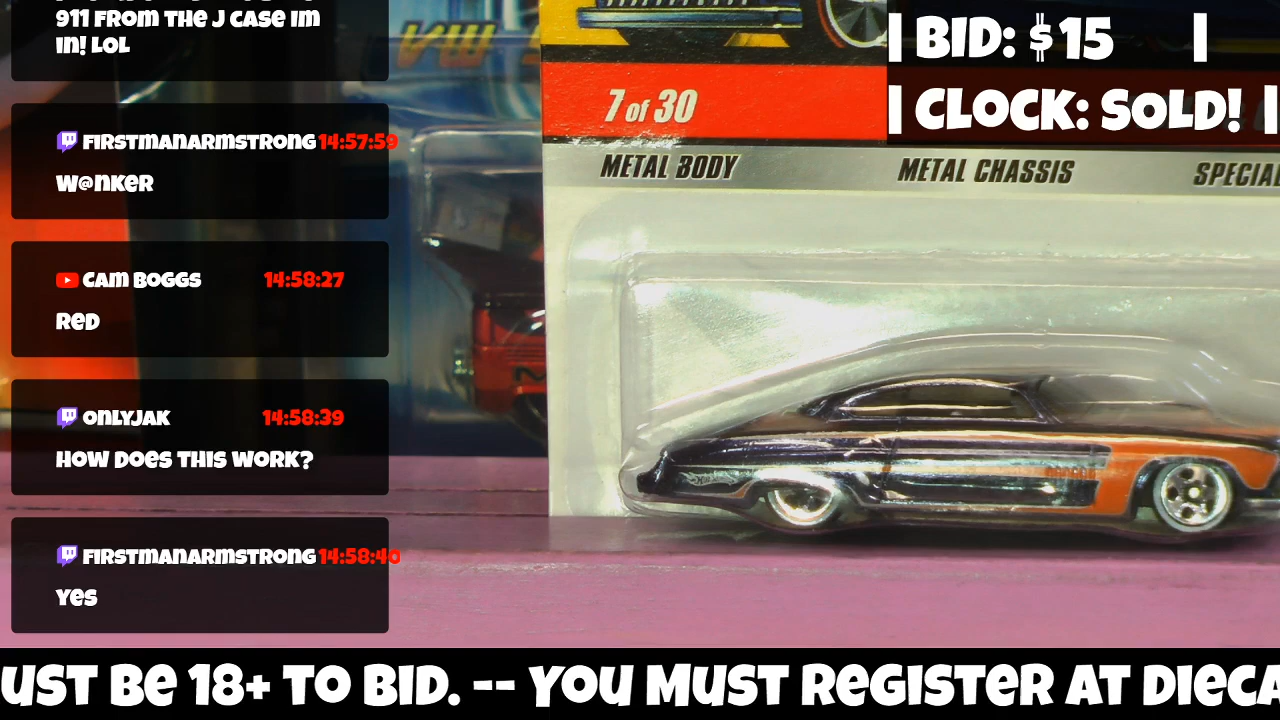 911 FROM THE J CASE IM
IN! LOL
FIRSTMANARMSTRONG 14:57:59
W@NKER
CAM BOGGS 14:58:27
RED
ONLYJAK 14:58:39
HOW DOES THIS WORK?
FIRSTMANARMSTRONG 14:58:40
YES
VW
7 of 30
METAL BODY METAL CHASSIS SPECIAL
| BID: $15 |
| CLOCK: SOLD! |
UST BE 18+ TO BID. -- YOU MUST REGISTER AT DIECA